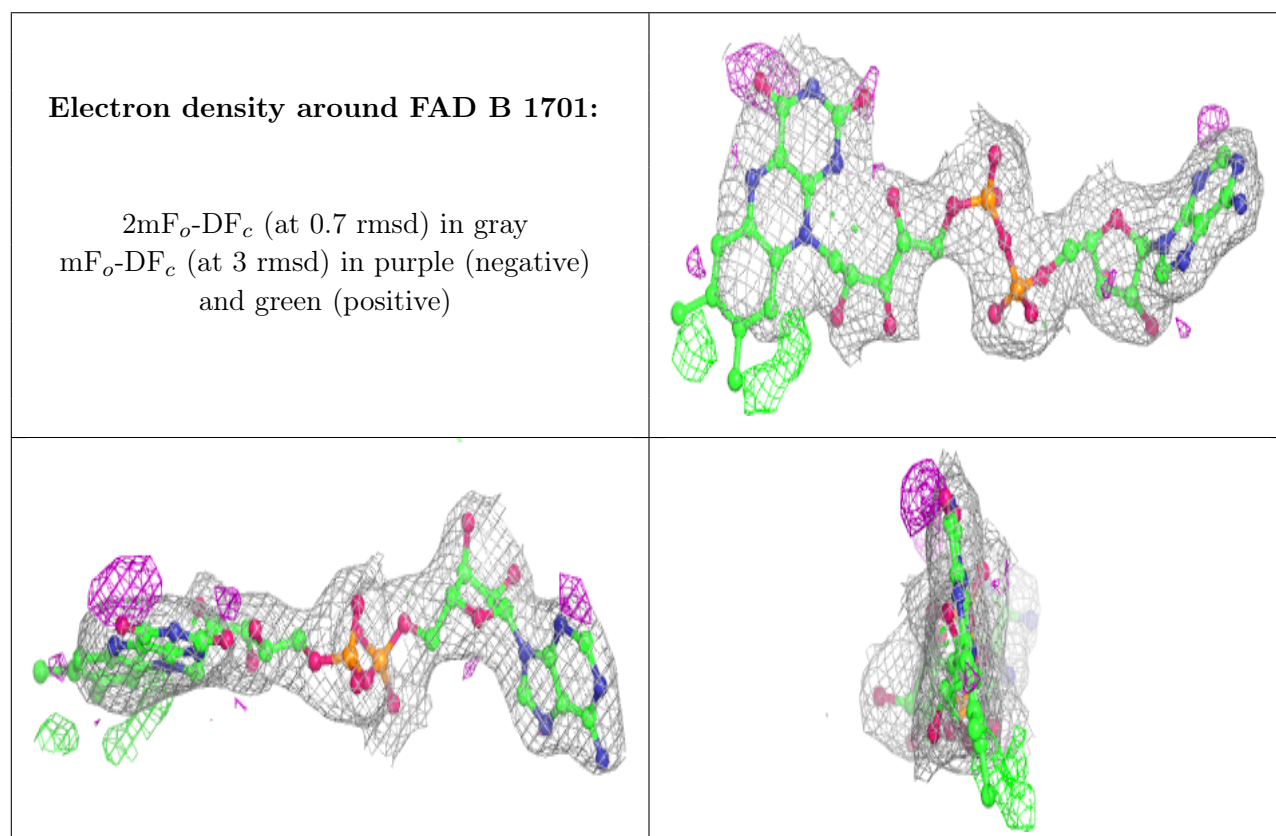 Electron density around FAD B 1701:
2mFo-DFc (at 0.7 rmsd) in gray
mFo-DFc (at 3 rmsd) in purple (negative)
and green (positive)